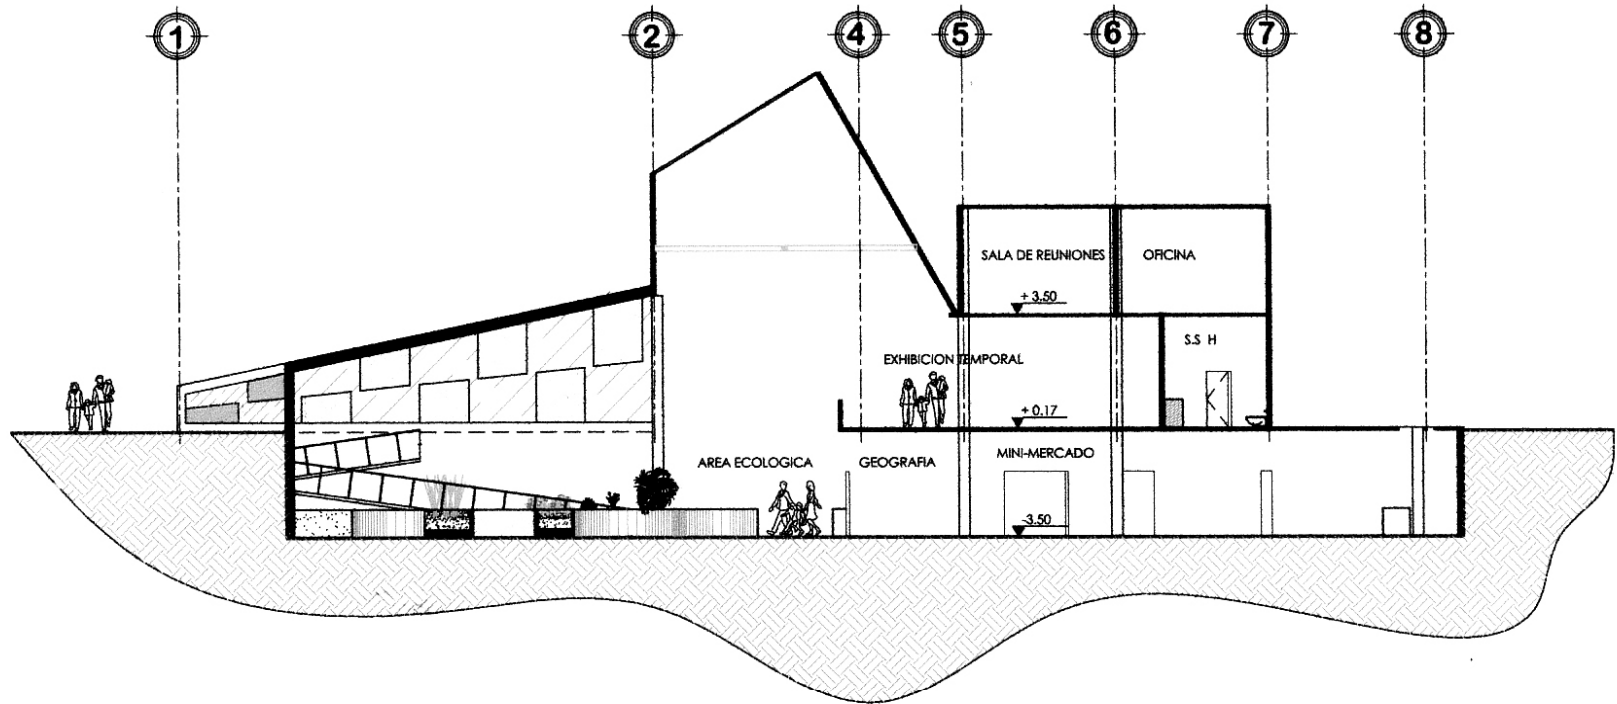 1 2 4 5 6 7 8
SALA DE REUNIONES OFICINA
+ 3.50
S.S H
EXHIBICION TEMPORAL
+ 0.17
AREA ECOLOGICA GEOGRAFIA MINI-MERCADO
-3.50